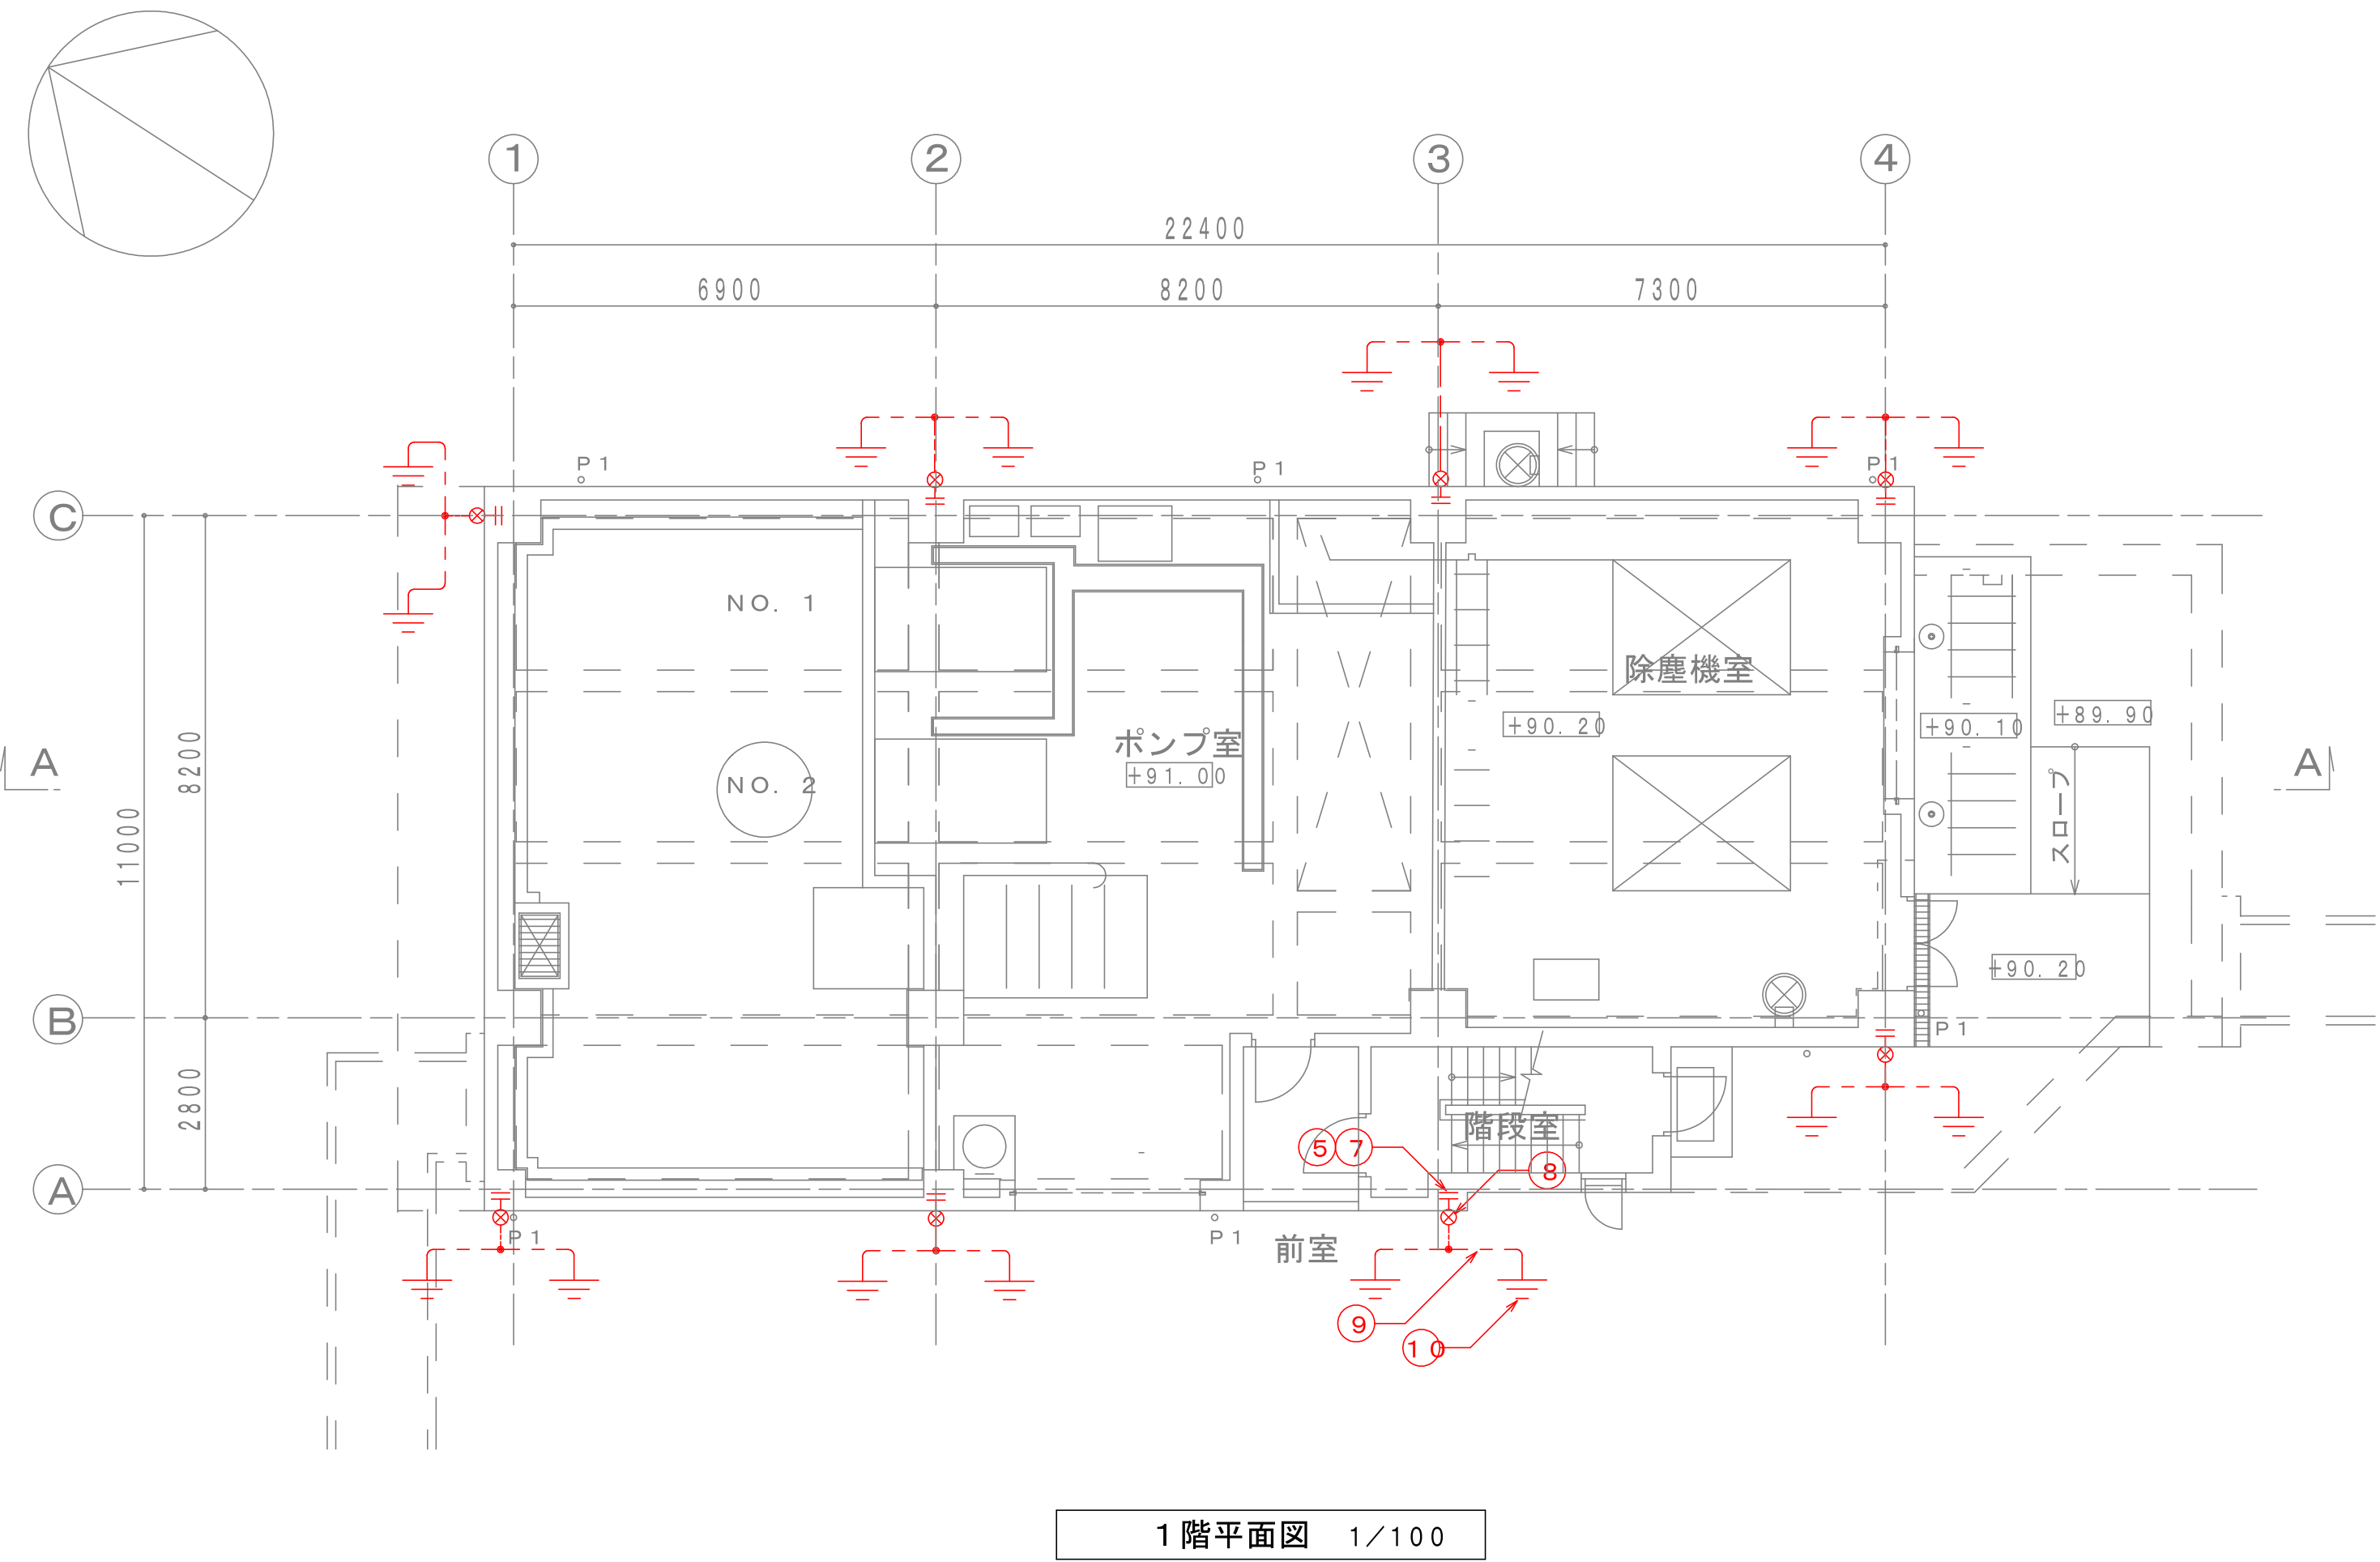 1 2 3 4
22400
6900 8200 7300
P1 P1 P1
C
NO. 1
除塵機室
+90. 20
+90. 10
+89. 90
ポンプ室
+91. 00
A A
NO. 2
スロープ
8200
11000
+90. 20
B
P1
2800
階段室
5 7
8
A
P1 P1
前室
9
10
1階平面図 1/100